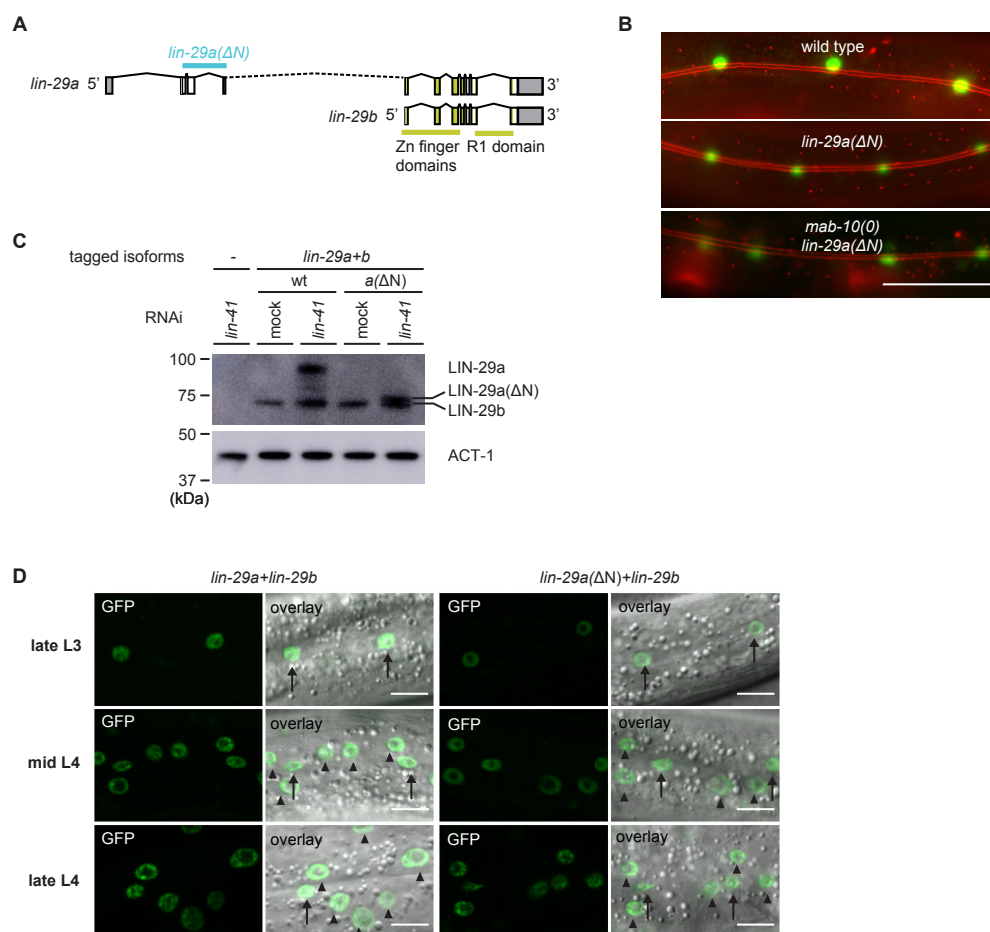 A
lin-29a(ΔN)
lin-29a 5’ 3’
lin-29b 5’ 3’
Zn finger domains
R1 domain
B
wild type
lin-29a(ΔN)
mab-10(0)
lin-29a(ΔN)
C
tagged isoforms - lin-29a+b
wt a(ΔN)
RNAi lin-41 mock lin-41 mock lin-41
100
75
50
37
(kDa)
LIN-29a
LIN-29a(ΔN)
LIN-29b
ACT-1
D
lin-29a+lin-29b lin-29a(ΔN)+lin-29b
late L3 GFP overlay GFP overlay
mid L4 GFP overlay GFP overlay
late L4 GFP overlay GFP overlay